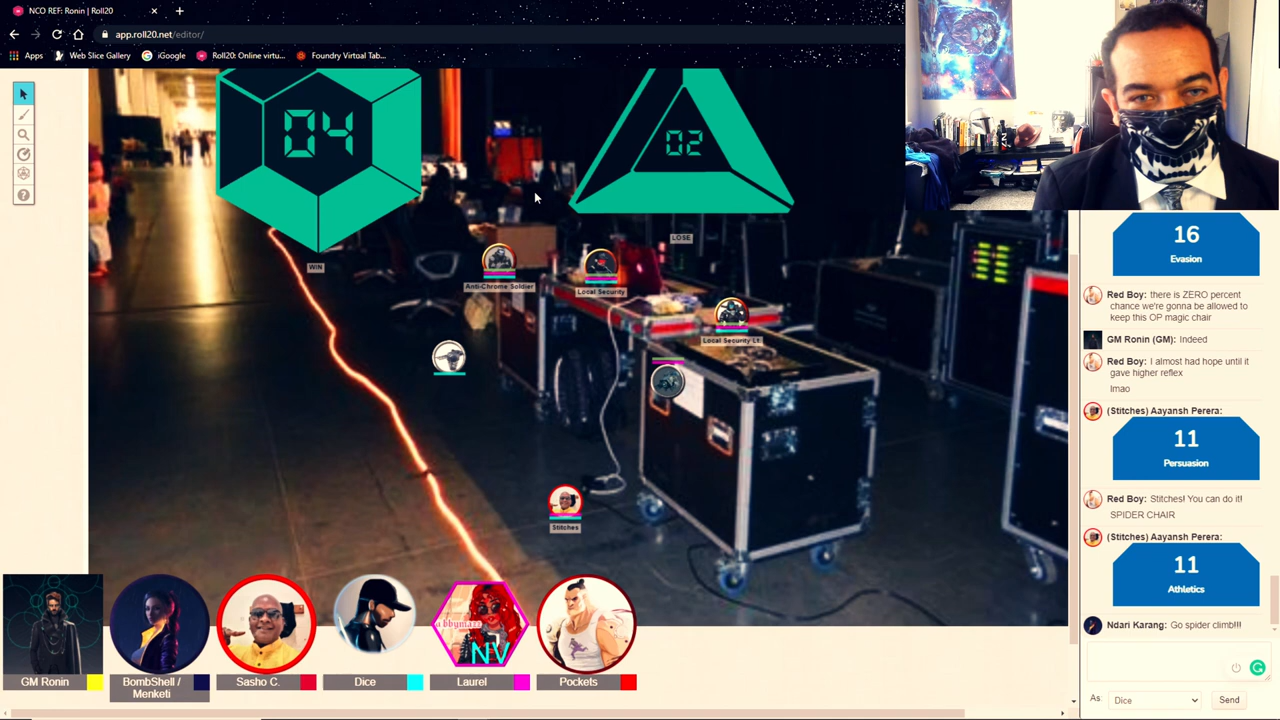 NCO REF: Ronin | Roll20
app.roll20.net/editor/
Apps
Web Slice Gallery
iGoogle
Roll20: Online virtu...
Foundry Virtual Tab...
04
02
WIN
LOSE
Anti-Chrome Soldier
Local Security
Local Security Lt.
Stitches
16
Evasion
Red Boy: there is ZERO percent
chance we're gonna be allowed to
keep this OP magic chair
GM Ronin (GM): Indeed
Red Boy: I almost had hope until it
gave higher reflex
lmao
(Stitches) Aayansh Perera:
11
Persuasion
Red Boy: Stitches! You can do it!
SPIDER CHAIR
(Stitches) Aayansh Perera:
11
Athletics
Ndari Karang: Go spider climb!!!
As:
Dice
Send
NV
GM Ronin
BombShell /
Menketi
Sasho C.
Dice
Laurel
Pockets